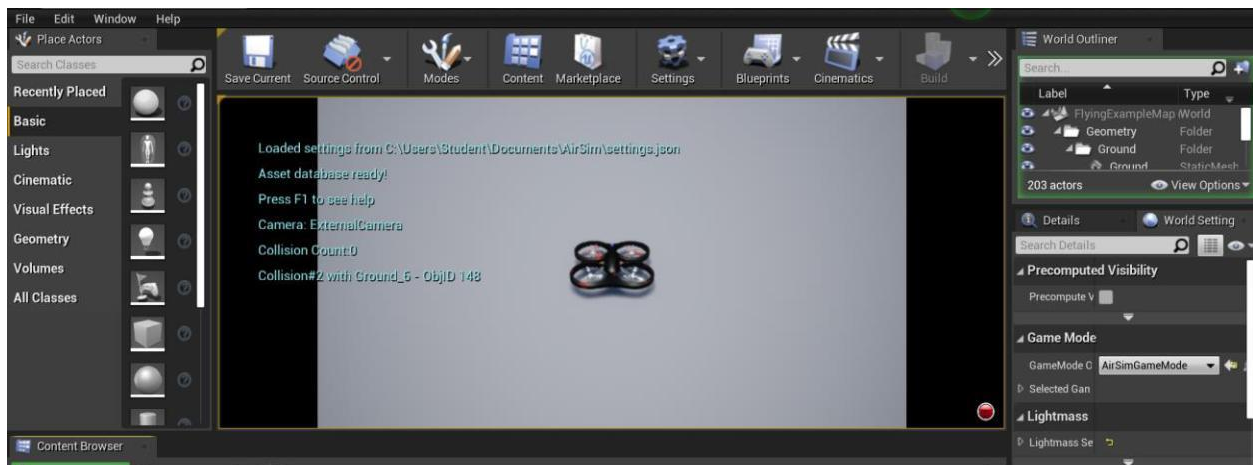 File Edit Window Help
Place Actors
Search Classes
Recently Placed
Basic
Lights
Cinematic
Visual Effects
Geometry
Volumes
All Classes
Save Current Source Control Modes Content Marketplace Settings Blueprints Cinematics Build
Loaded settings from C:\Users\Student\Documents\AirSim\settings.json
Asset database ready!
Press F1 to see help
Camera: ExternalCamera
Collision Count:0
Collision#2 with Ground_6 - ObjID 148
World Outliner
Search...
Label Type
FlyingExampleMap World
Geometry Folder
Ground Folder
Ground StaticMesh
203 actors View Options
Details World Setting
Search Details
Precomputed Visibility
Precompute V
Game Mode
GameMode O AirSimGameMode
Selected Gan
Lightmass
Lightmass Se
Content Browser